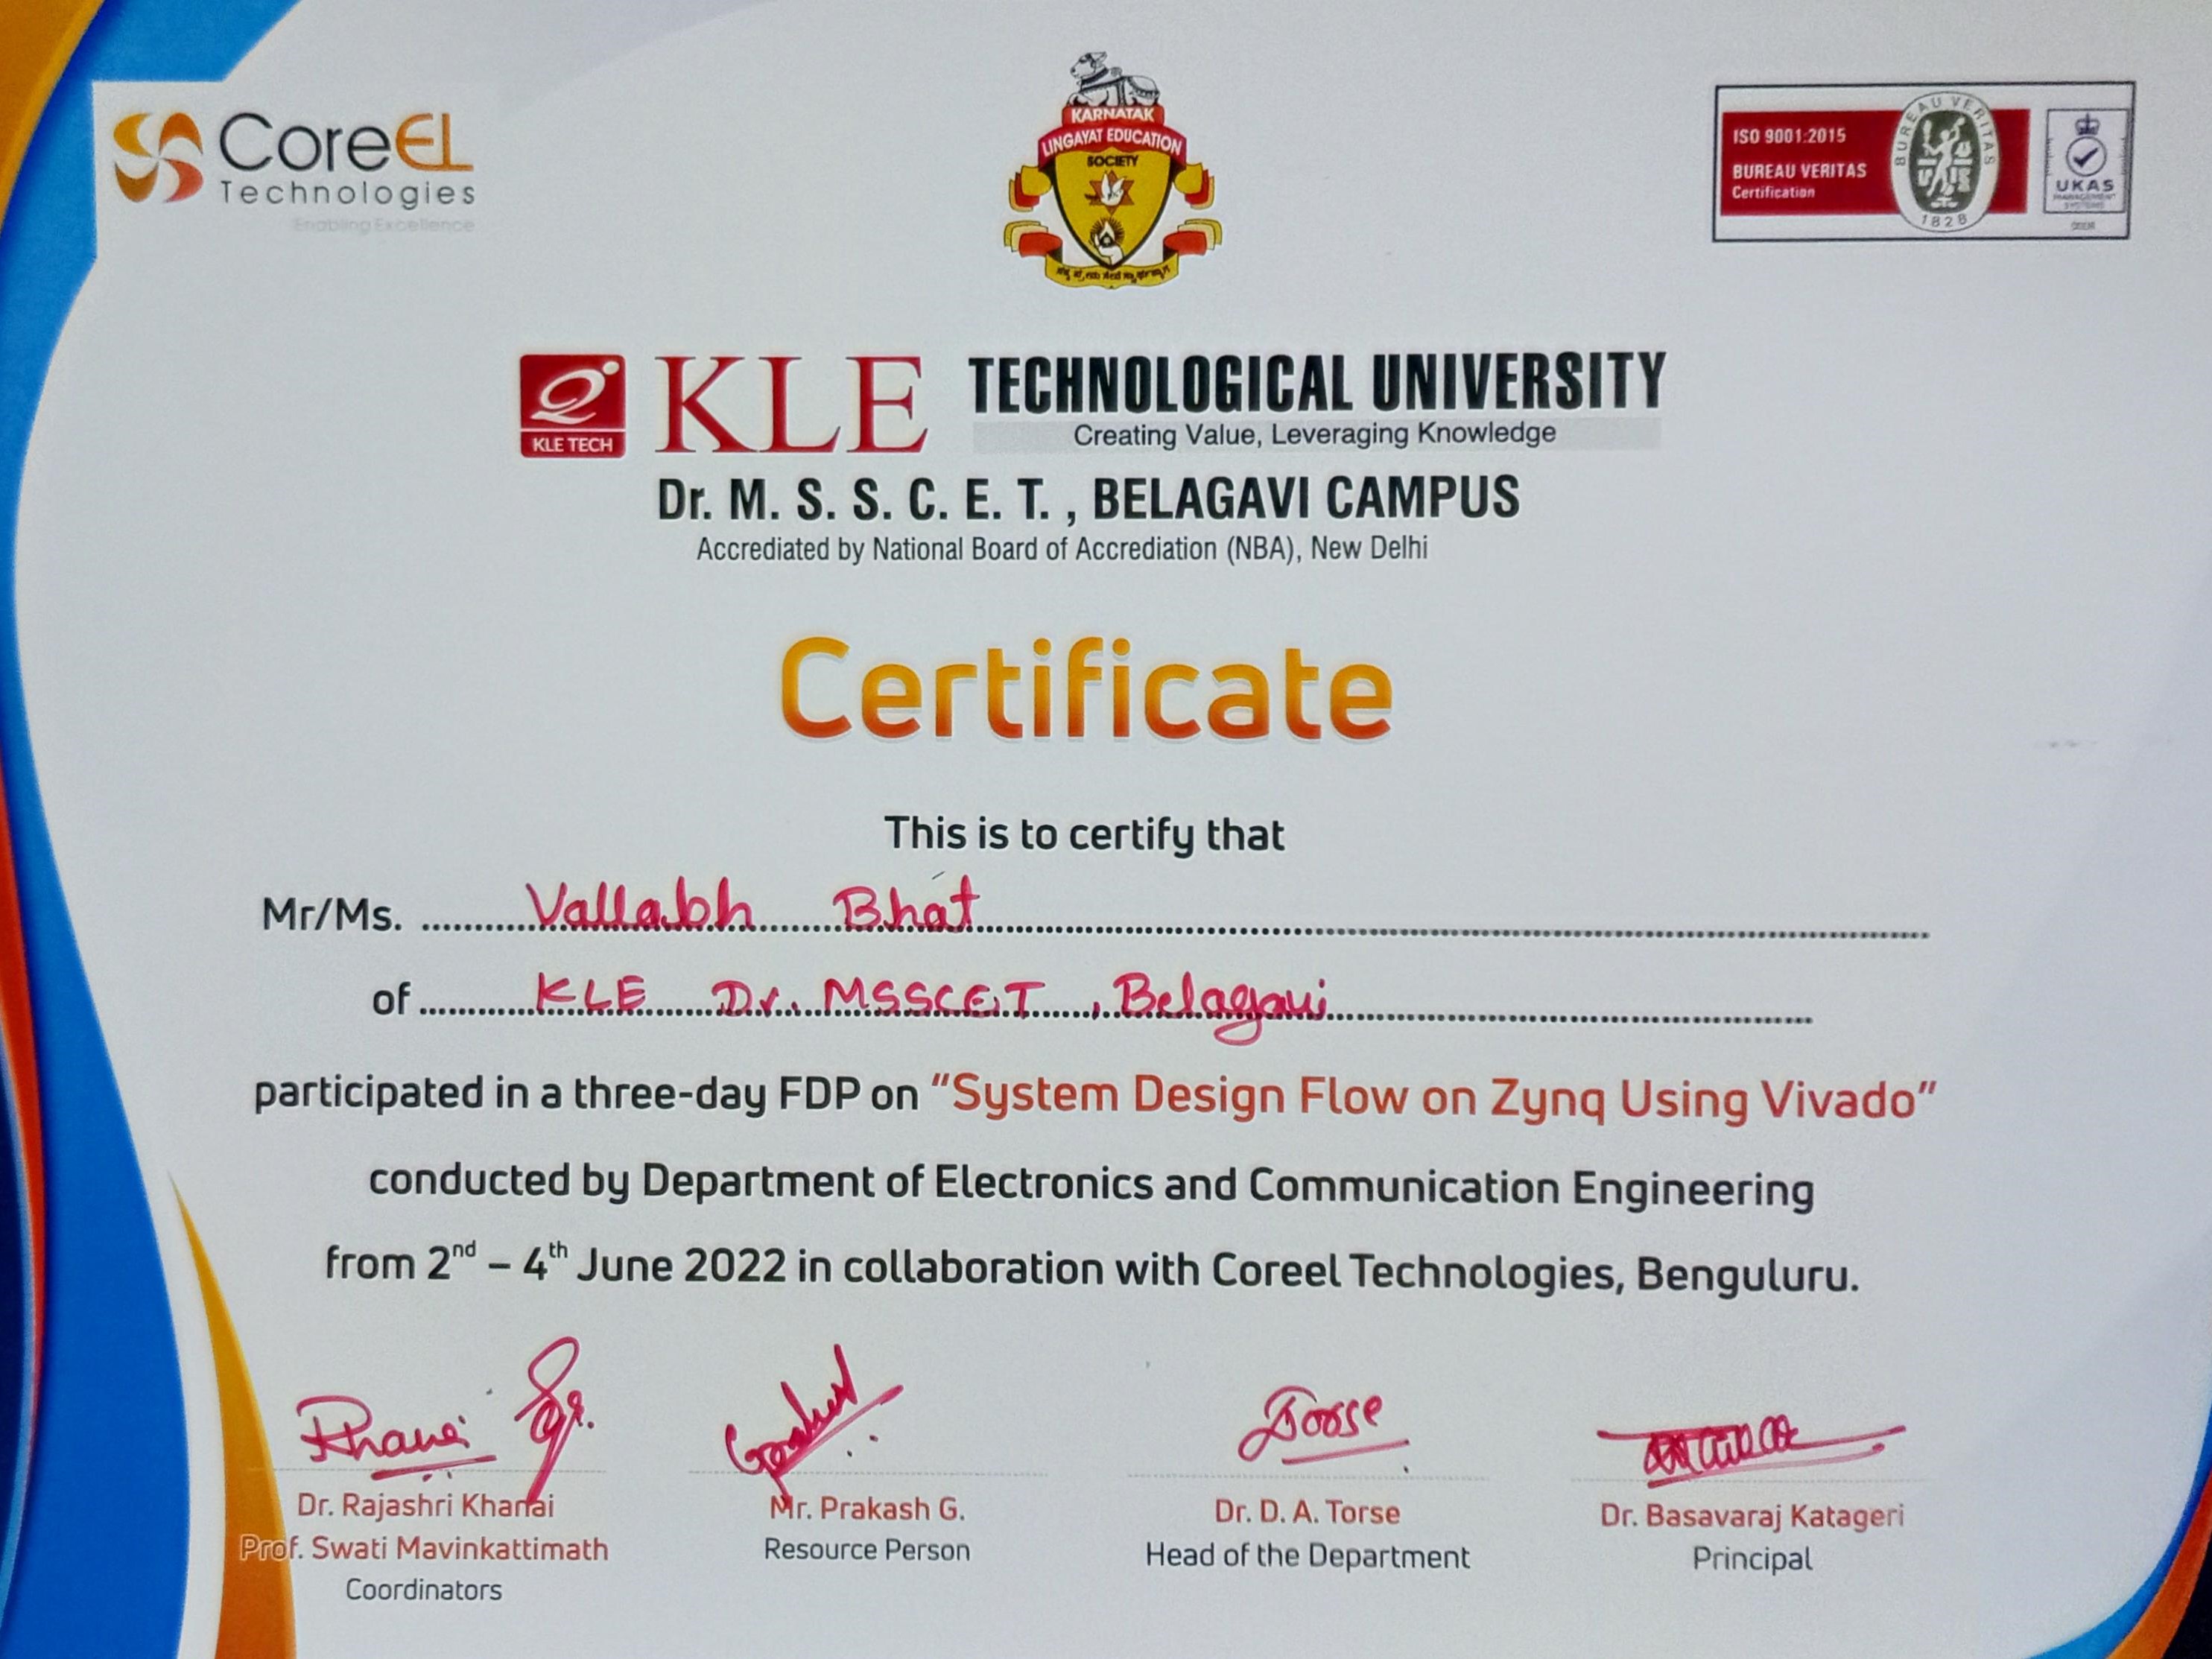 CoreEL
Technologies
Enabling Excellence
KARNATAK
LINGAYAT EDUCATION
SOCIETY
ISO 9001:2015
BUREAU VERITAS
Certification
BUREAU VERITAS
1828
UKAS
MANAGEMENT
SYSTEMS
KLE TECH
KLE TECHNOLOGICAL UNIVERSITY
Creating Value, Leveraging Knowledge
Dr. M. S. S. C. E. T. , BELAGAVI CAMPUS
Accrediated by National Board of Accrediation (NBA), New Delhi
Certificate
This is to certify that
Mr/Ms. Vallabh Bhat
of KLE Dr. MSSCET, Belagavi
participated in a three-day FDP on "System Design Flow on Zynq Using Vivado"
conducted by Department of Electronics and Communication Engineering
from 2nd – 4th June 2022 in collaboration with Coreel Technologies, Benguluru.
Dr. Rajashri Khanai
Prof. Swati Mavinkattimath
Coordinators
Mr. Prakash G.
Resource Person
Dr. D. A. Torse
Head of the Department
Dr. Basavaraj Katageri
Principal